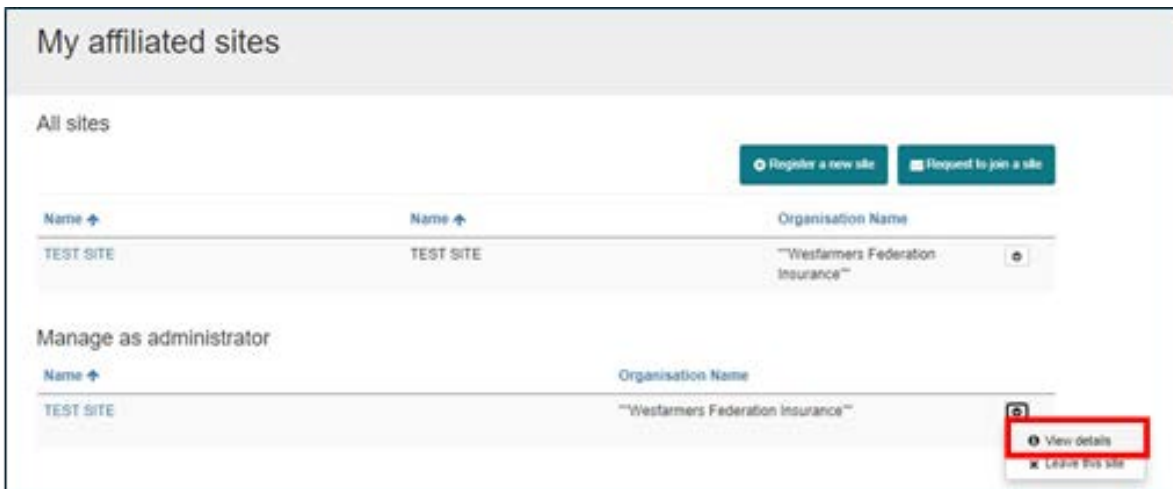 My affiliated sites
All sites
Register a new site Request to join a site
Name Name Organisation Name
TEST SITE TEST SITE ""Wesfarmers Federation
Insurance""
Manage as administrator
Name Organisation Name
TEST SITE ""Wesfarmers Federation Insurance""
View details
Leave this site